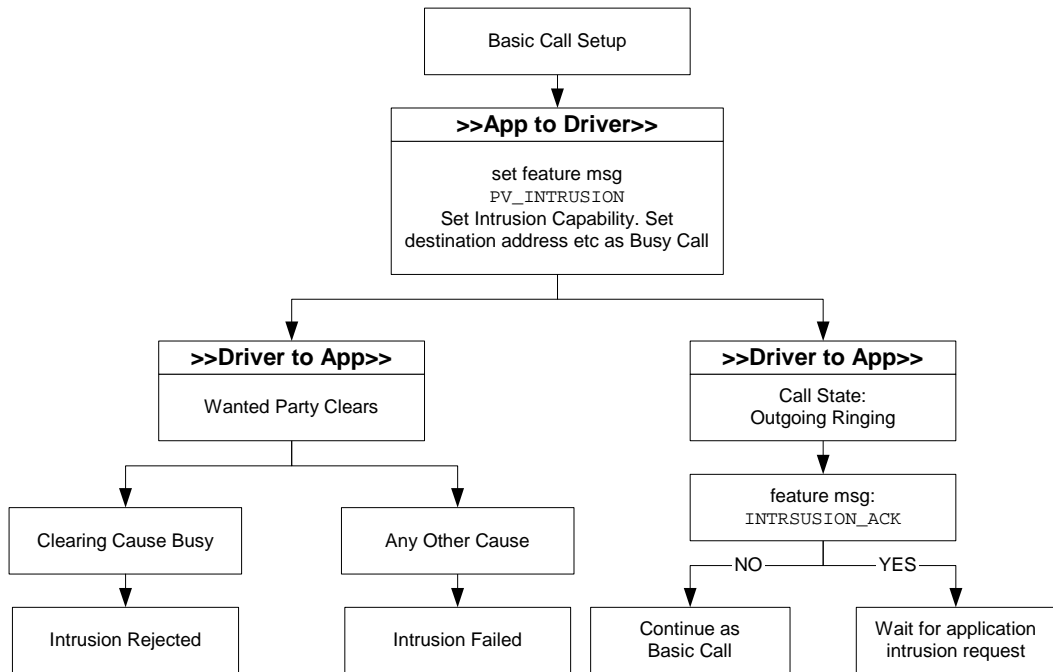 Basic Call Setup
>>App to Driver>>
set feature msg
PV_INTRUSION
Set Intrusion Capability. Set
destination address etc as Busy Call
>>Driver to App>>
Wanted Party Clears
>>Driver to App>>
Call State:
Outgoing Ringing
feature msg:
INTRSUSION_ACK
Clearing Cause Busy
Any Other Cause
NO
YES
Intrusion Rejected
Intrusion Failed
Continue as
Basic Call
Wait for application
intrusion request